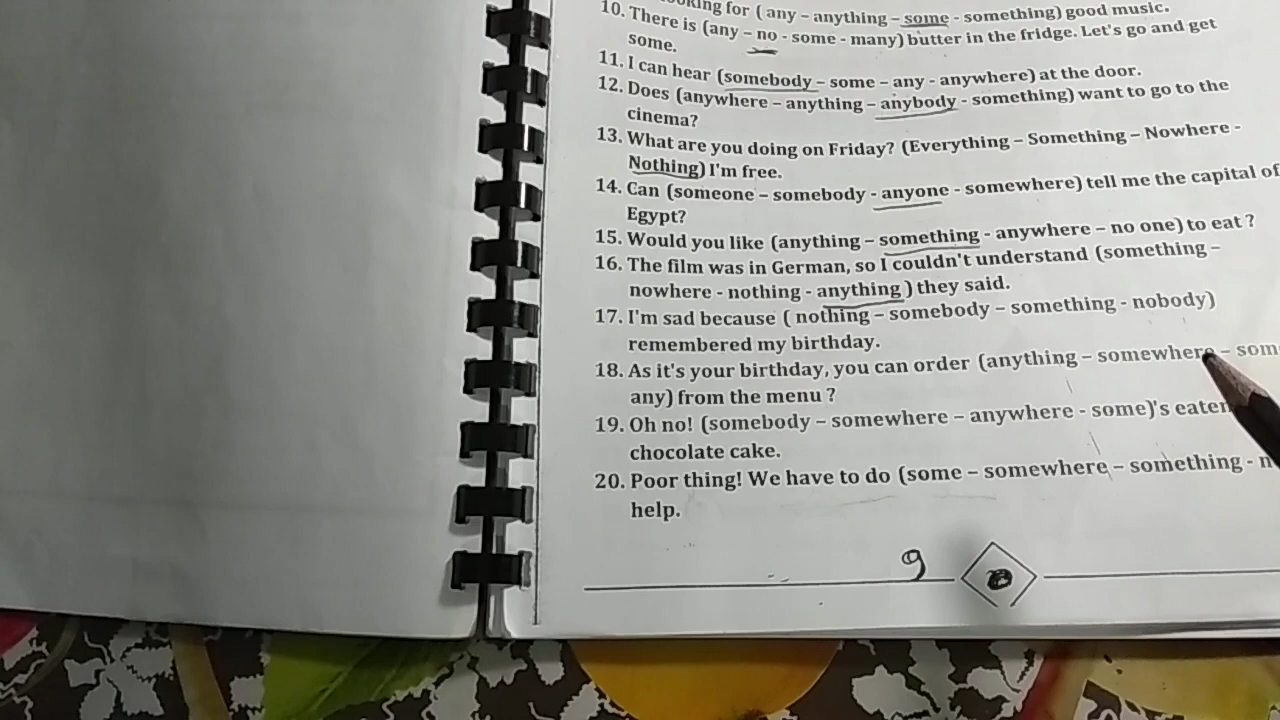 for ( any – anything – some - something) good music.
10. There is (any – no - some - many) butter in the fridge. Let's go and get
some.
11. I can hear (somebody – some – any - anywhere) at the door.
12. Does (anywhere – anything – anybody - something) want to go to the
cinema?
13. What are you doing on Friday? (Everything – Something – Nowhere -
Nothing) I'm free.
14. Can (someone – somebody - anyone - somewhere) tell me the capital of
Egypt?
15. Would you like (anything – something - anywhere – no one) to eat ?
16. The film was in German, so I couldn't understand (something –
nowhere - nothing - anything ) they said.
17. I'm sad because ( nothing – somebody – something - nobody)
remembered my birthday.
18. As it's your birthday, you can order (anything – somewhere –
any) from the menu ?
19. Oh no! (somebody – somewhere – anywhere - some)'s eaten
chocolate cake.
20. Poor thing! We have to do (some – somewhere – something -
help.
9